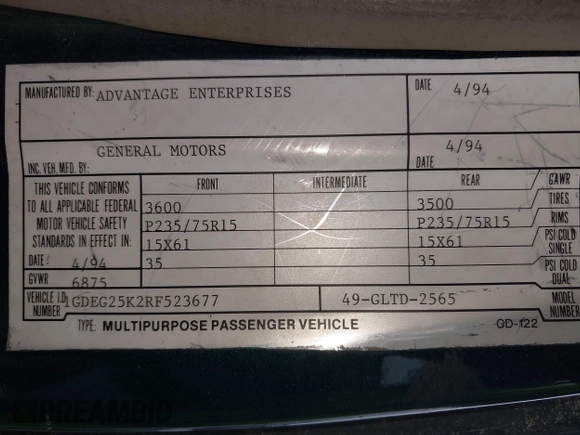 MANUFACTURED BY: ADVANTAGE ENTERPRISES DATE 4/94
GENERAL MOTORS 4/94
INC. VEH. MFD. BY: DATE
THIS VEHICLE CONFORMS FRONT INTERMEDIATE REAR GAWR
TO ALL APPLICABLE FEDERAL 3600 3500 TIRES
MOTOR VEHICLE SAFETY P235/75R15 P235/75R15 RIMS
STANDARDS IN EFFECT IN: 15X61 15X61 PSI COLD SINGLE
DATE: 4/94 35 35 PSI COLD DUAL
GVWR 6875
VEHICLE I.D. NUMBER 1GDEG25K2RF523677 49-GLTD-2565 MODEL NUMBER
TYPE: MULTIPURPOSE PASSENGER VEHICLE GD-122
DREAMBID